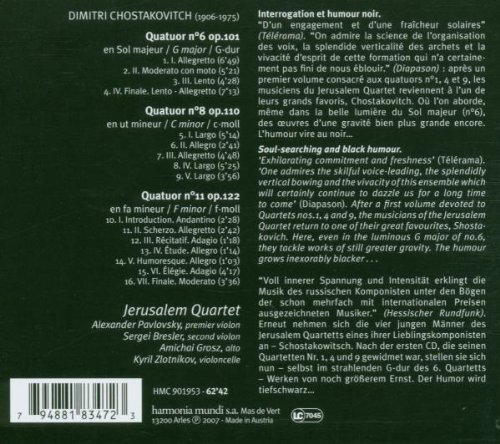 DIMITRI CHOSTAKOVITCH (1906-1975)
Quatuor n°6 op.101
en Sol majeur / G major / G-dur
1. I. Allegretto (6'49)
2. II. Moderato con moto (5'21)
3. III. Lento (4'28)
4. IV. Finale. Lento - Allegretto (7'13)
Quatuor n°8 op.110
en ut mineur / C minor / c-moll
5. I. Largo (5'14)
6. II. Allegro (2'41)
7. III. Allegretto (4'48)
8. IV. Largo (5'15)
9. V. Largo (3'56)
Quatuor n°11 op.122
en fa mineur / F minor / f-moll
10. I. Introduction. Andantino (2'28)
11. II. Scherzo. Allegretto (2'42)
12. III. Récitatif. Adagio (1'18)
13. IV. Étude. Allegro (1'14)
14. V. Humoresque. Allegro (1'03)
15. VI. Élégie. Adagio (4'17)
16. VII. Finale. Moderato (3'36)
Jerusalem Quartet
Alexander Pavlovsky, premier violon
Sergei Bresler, second violon
Amichai Grosz, alto
Kyril Zlotnikov, violoncelle
HMC 901953 - 62'42
7 94881 83472 3
Interrogation et humour noir.
"D'un engagement et d'une fraîcheur solaires"
(Télérama). "On admire la science de l'organisation
des voix, la splendide verticalité des archets et la
vivacité d'esprit de cette formation qui n'a certaine-
ment pas fini de nous éblouir." (Diapason) : après
un premier volume consacré aux quatuors n°1, 4 et 9, les
musiciens du Jerusalem Quartet reviennent à l'un de
leurs grands favoris, Chostakovitch. Où l'on aborde,
même dans la belle lumière du Sol majeur (n°6),
des œuvres d'une gravité bien plus grande encore.
L'humour vire au noir...
Soul-searching and black humour.
'Exhilarating commitment and freshness' (Télérama).
'One admires the skilful voice-leading, the splendidly
vertical bowing and the vivacity of this ensemble which
will certainly continue to dazzle us for a long
time to come' (Diapason). After a first volume devoted to
Quartets nos.1, 4 and 9, the musicians of the Jerusalem
Quartet return to one of their great favourites, Shosta-
kovich. Here, even in the luminous G major of no.6,
they tackle works of still greater gravity. The humour
grows inexorably blacker . . .
"Voll innerer Spannung und Intensität erklingt die
Musik des russischen Komponisten unter den Bögen
der schon mehrfach mit internationalen Preisen
ausgezeichneten Musiker." (Hessischer Rundfunk).
Erneut nehmen sich die vier jungen Männer des
Jerusalem Quartetts eines ihrer Lieblingskomponisten
an – Schostakowitsch. Nach der ersten CD, die seinen
Quartetten Nr. 1, 4 und 9 gewidmet war, stellen sie sich
nun – selbst im strahlenden G-dur des 6. Quartetts
– Werken von noch größerem Ernst. Der Humor wird
tiefschwarz...
harmonia mundi s.a. Mas de Vert
13200 Arles Ⓟ 2007 - Made in Austria
LC 7045